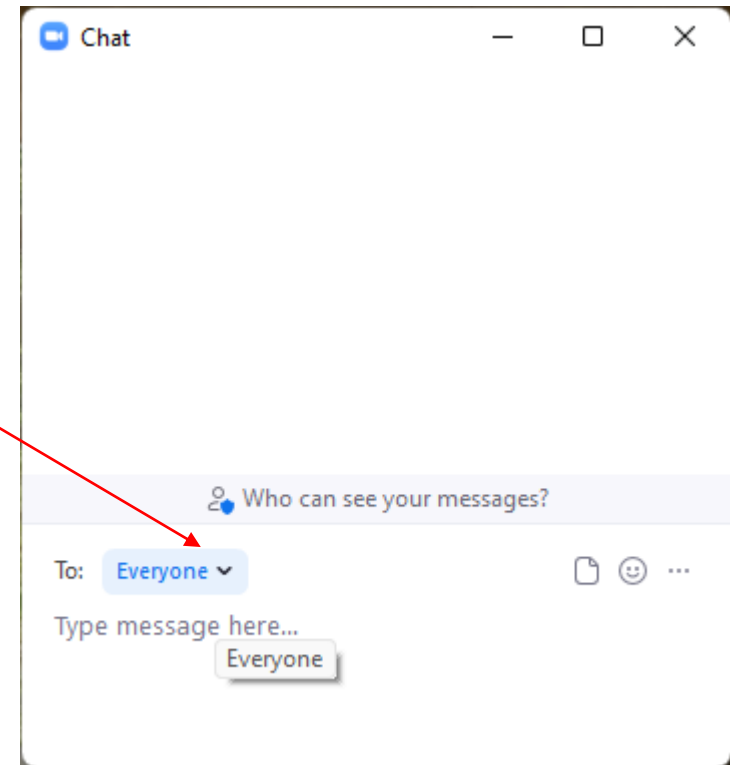 Chat
Who can see your messages?
To: Everyone
Type message here...
Everyone